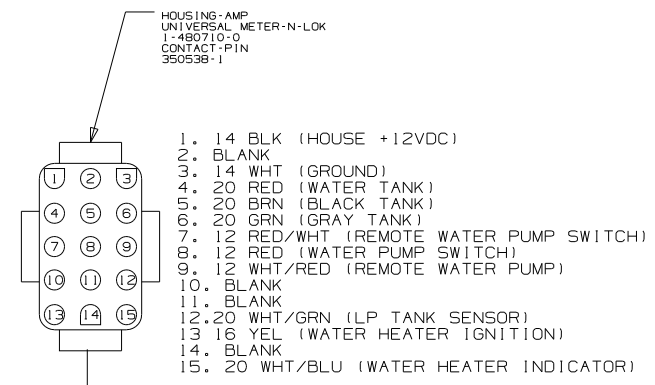 HOUSING-AMP
UNIVERSAL METER-N-LOK
1-480710-0
CONTACT-PIN
350538-1
1. 14 BLK (HOUSE +12VDC)
2. BLANK
3. 14 WHT (GROUND)
4. 20 RED (WATER TANK)
5. 20 BRN (BLACK TANK)
6. 20 GRN (GRAY TANK)
7. 12 RED/WHT (REMOTE WATER PUMP SWITCH)
8. 12 RED (WATER PUMP SWITCH)
9. 12 WHT/RED (REMOTE WATER PUMP)
10. BLANK
11. BLANK
12.20 WHT/GRN (LP TANK SENSOR)
13 16 YEL (WATER HEATER IGNITION)
14. BLANK
15. 20 WHT/BLU (WATER HEATER INDICATOR)
1 2 3
4 5 6
7 8 9
10 11 12
13 14 15